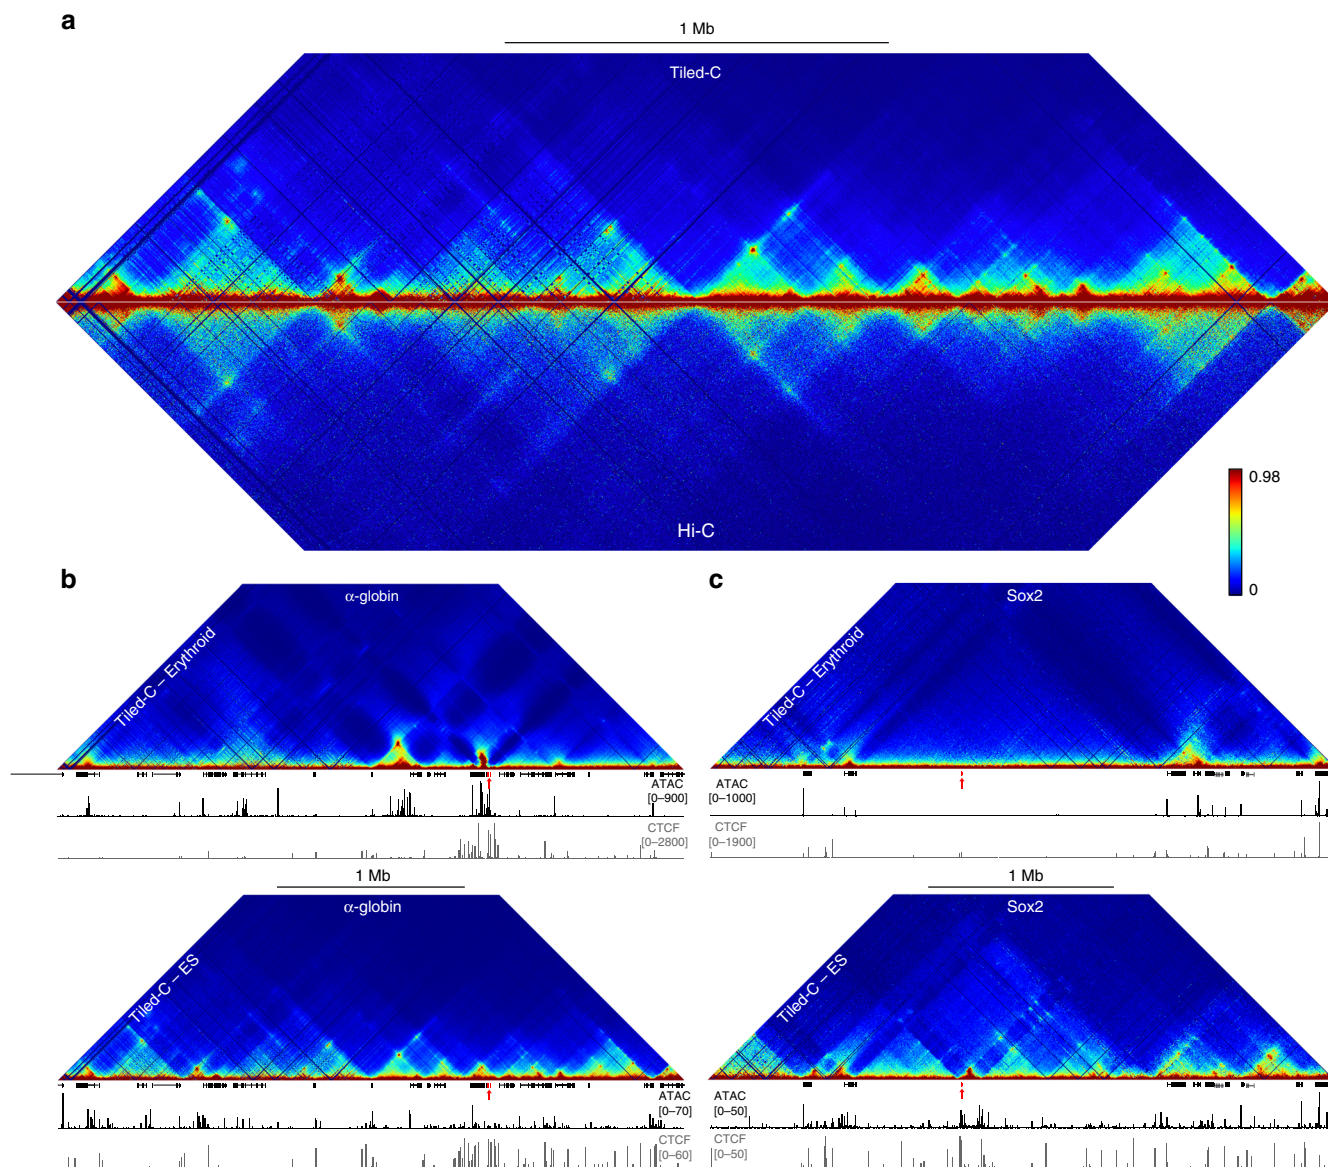 a
1 Mb
Tiled-C
Hi-C
0.98
0
b
α-globin
Tiled-C – Erythroid
ATAC
[0–900]
CTCF
[0–2800]
1 Mb
α-globin
Tiled-C – ES
ATAC
[0–70]
CTCF
[0–60]
c
Sox2
Tiled-C – Erythroid
ATAC
[0–1000]
CTCF
[0–1900]
1 Mb
Sox2
Tiled-C – ES
ATAC
[0–50]
CTCF
[0–50]